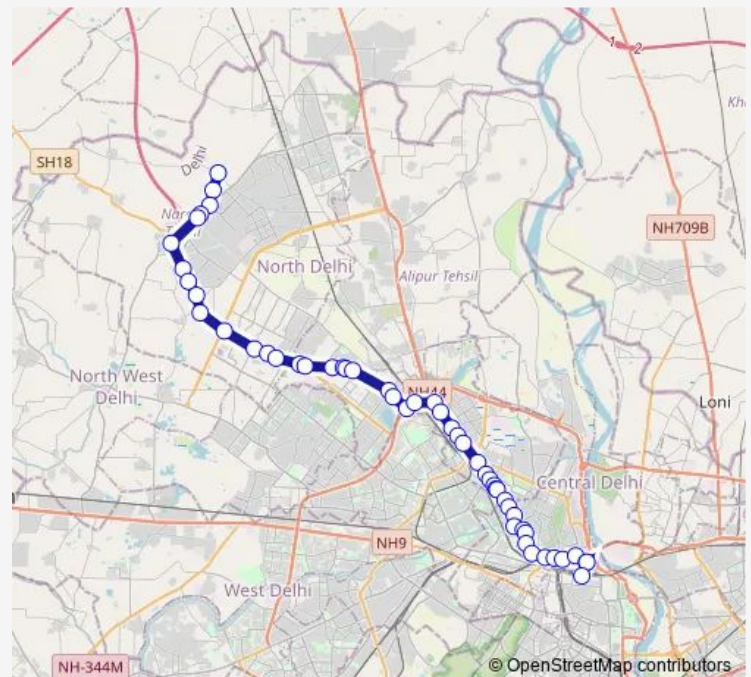 1
2
SH18
Delhi
NH709B
North Delhi
Alipur Tehsil
North West
Delhi
NH44
Loni
Central Delhi
NH9
West Delhi
NH-344M
© OpenStreetMap contributors